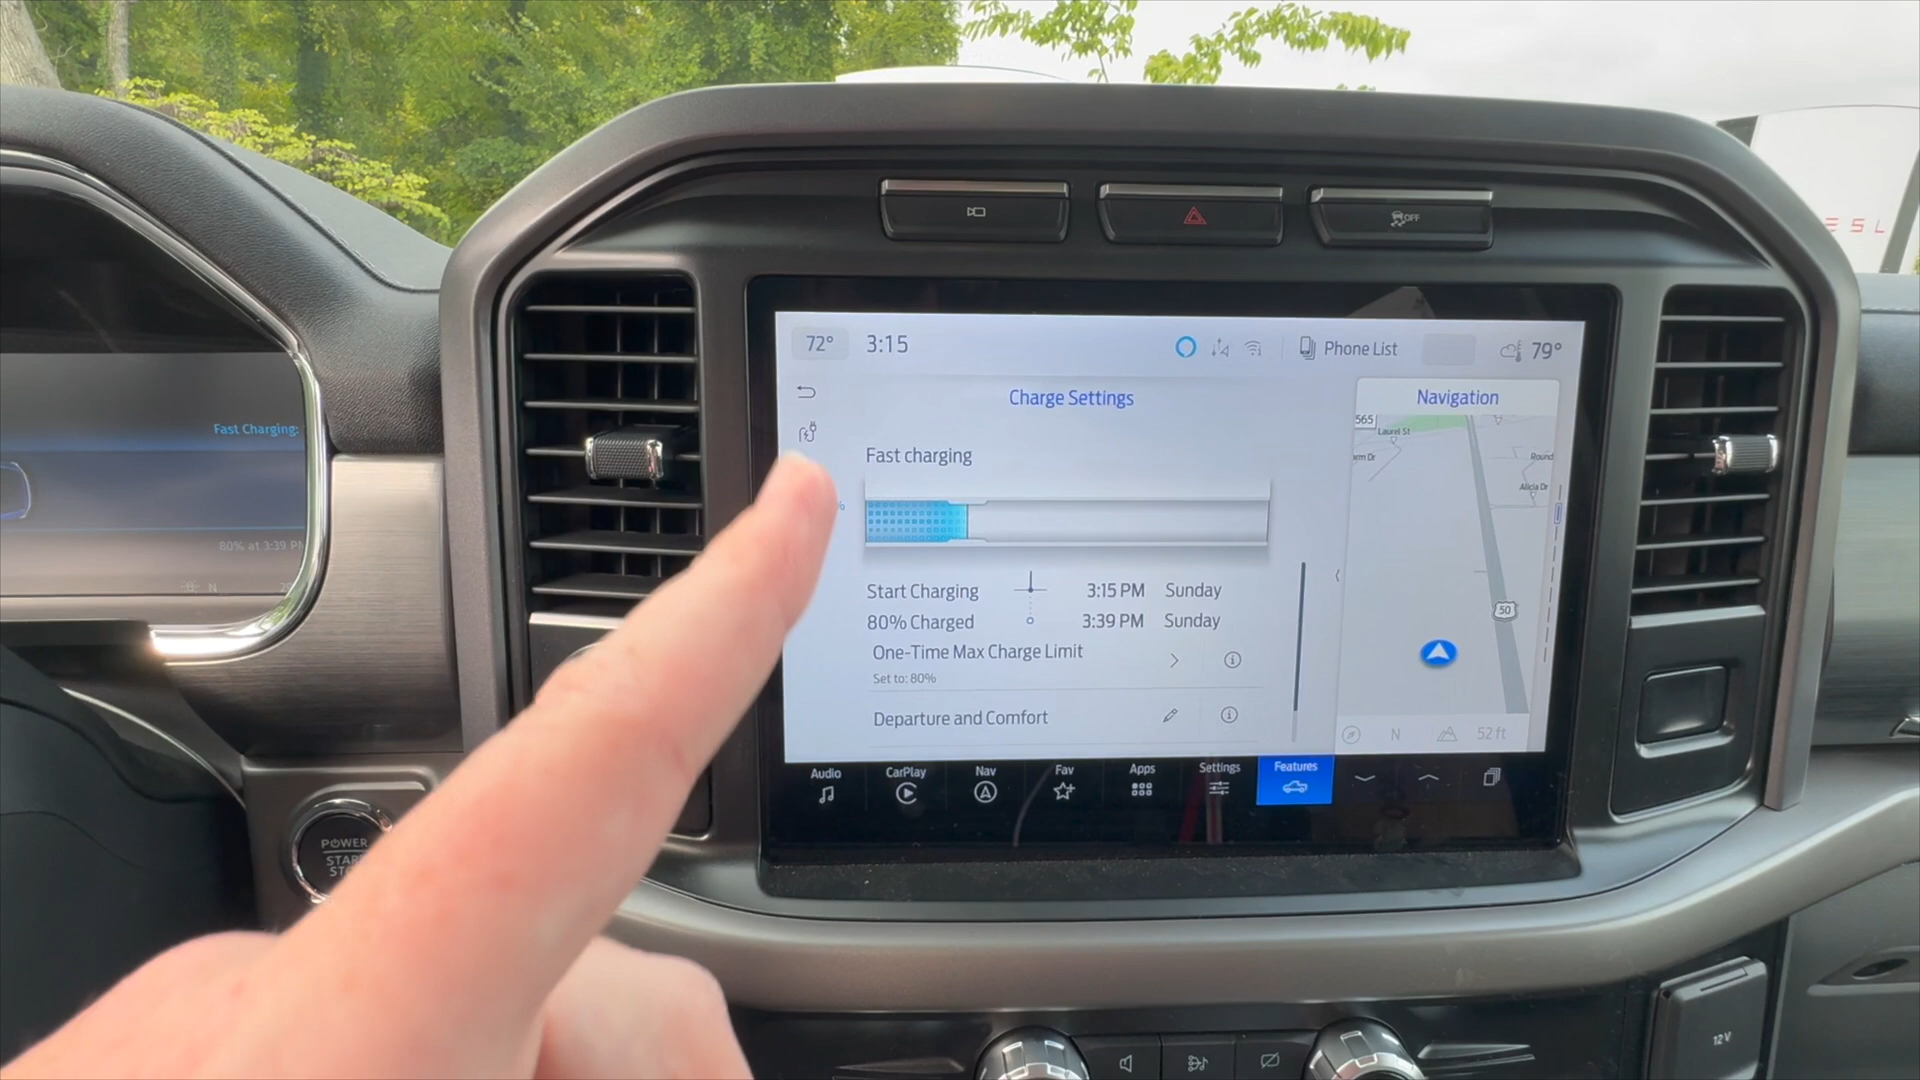 OFF
ESL
72° 3:15
Phone List
79°
Charge Settings
Navigation
Fast charging
565
Laurel St
Round
Alicia Dr
Fast Charging:
80% at 3:39 PM
N
%
Start Charging 3:15 PM Sunday
80% Charged 3:39 PM Sunday
One-Time Max Charge Limit
Set to: 80%
Departure and Comfort
50
N 52 ft
Audio CarPlay Nav Fav Apps Settings Features
POWER
12V